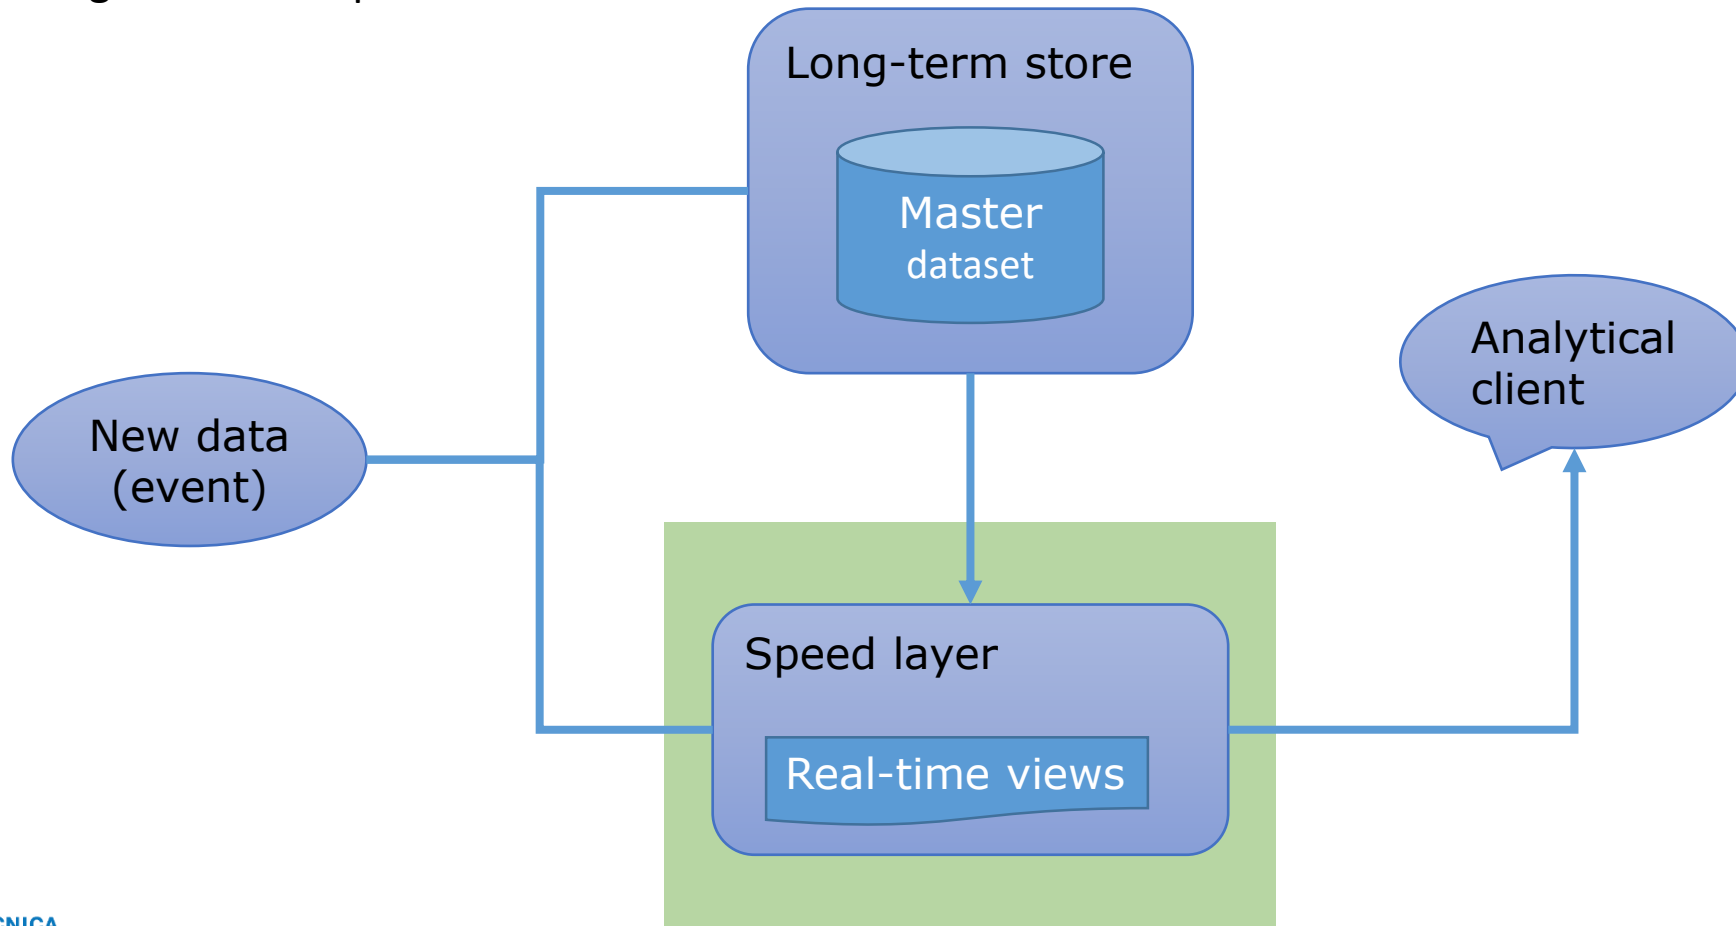 Long-term store
Master
dataset
Analytical
client
New data
(event)
Speed layer
Real-time views